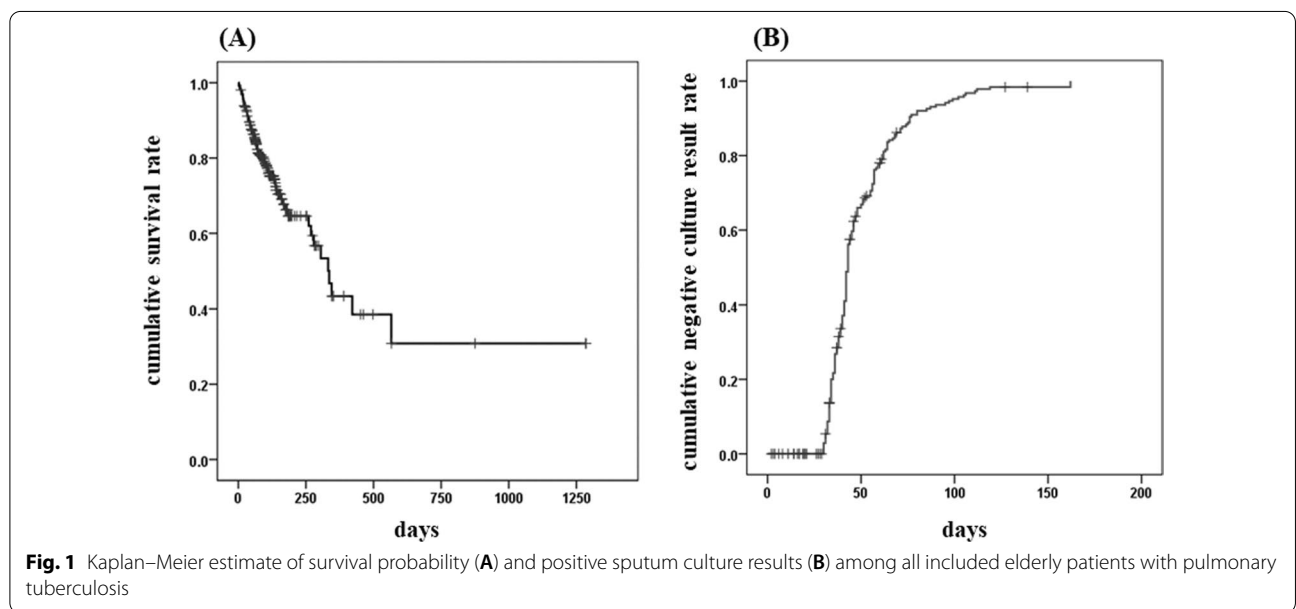 (A)
cumulative survival rate
1.0
0.8
0.6
0.4
0.2
0.0
0 250 500 750 1000 1250
days
(B)
cumulative negative culture result rate
1.0
0.8
0.6
0.4
0.2
0.0
0 50 100 150 200
days
Fig. 1 Kaplan–Meier estimate of survival probability (A) and positive sputum culture results (B) among all included elderly patients with pulmonary
tuberculosis